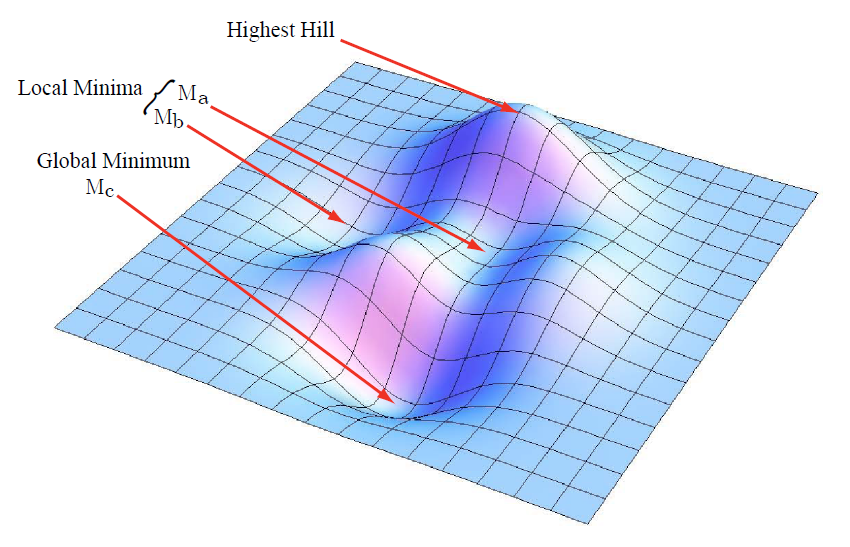 Highest Hill
Local Minima { Ma
Mb
Global Minimum
Mc